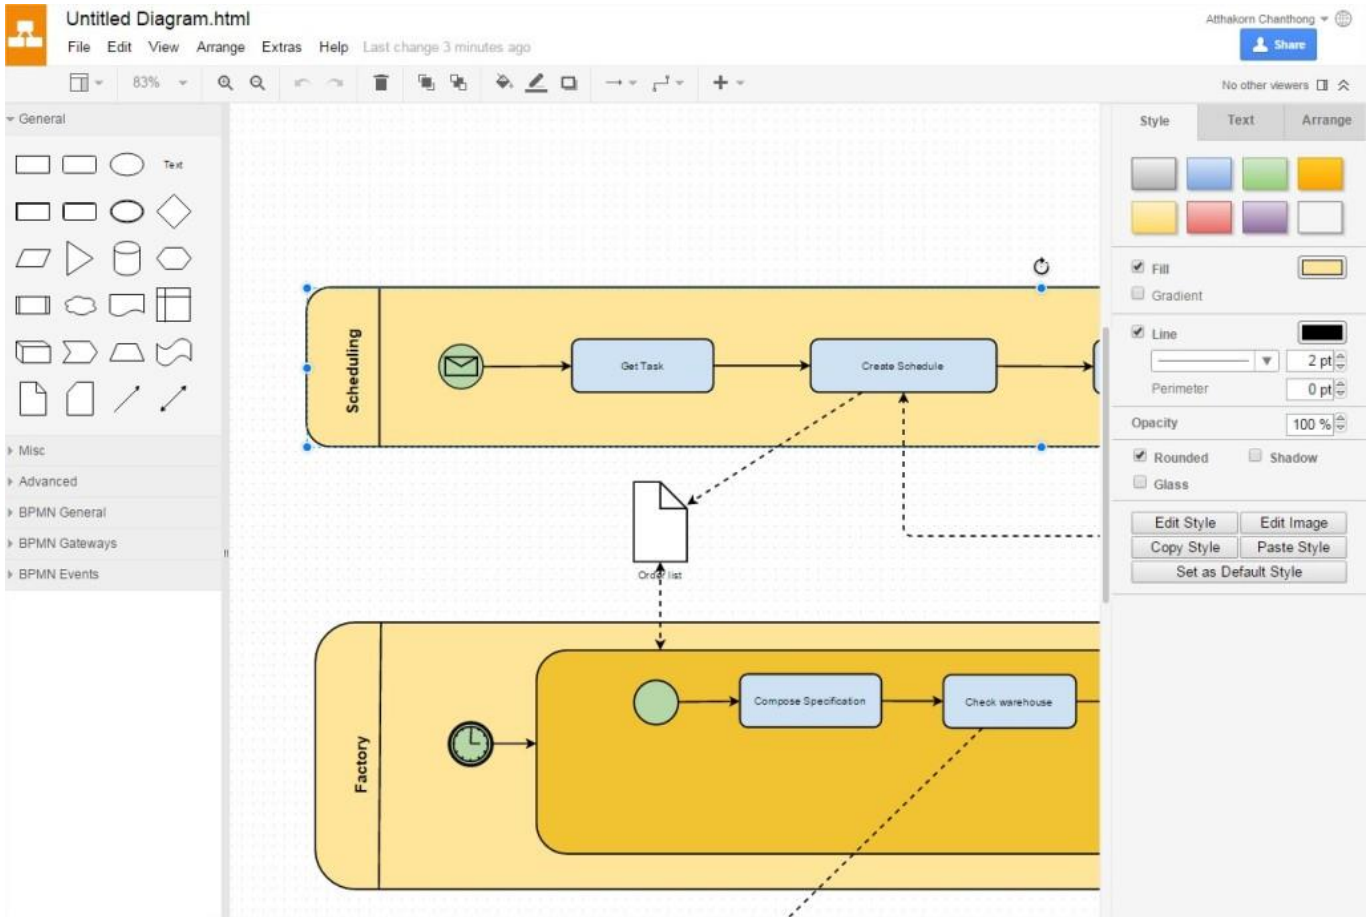 Untitled Diagram.html
Atthakorn Chanthong
File Edit View Arrange Extras Help Last change 3 minutes ago
Share
83%
No other viewers
General
Text
Misc
Advanced
BPMN General
BPMN Gateways
BPMN Events
Scheduling
Get Task
Create Schedule
Order list
Factory
Compose Specification
Check warehouse
Style Text Arrange
Fill
Gradient
Line
2 pt
Perimeter 0 pt
Opacity 100 %
Rounded Shadow
Glass
Edit Style Edit Image
Copy Style Paste Style
Set as Default Style